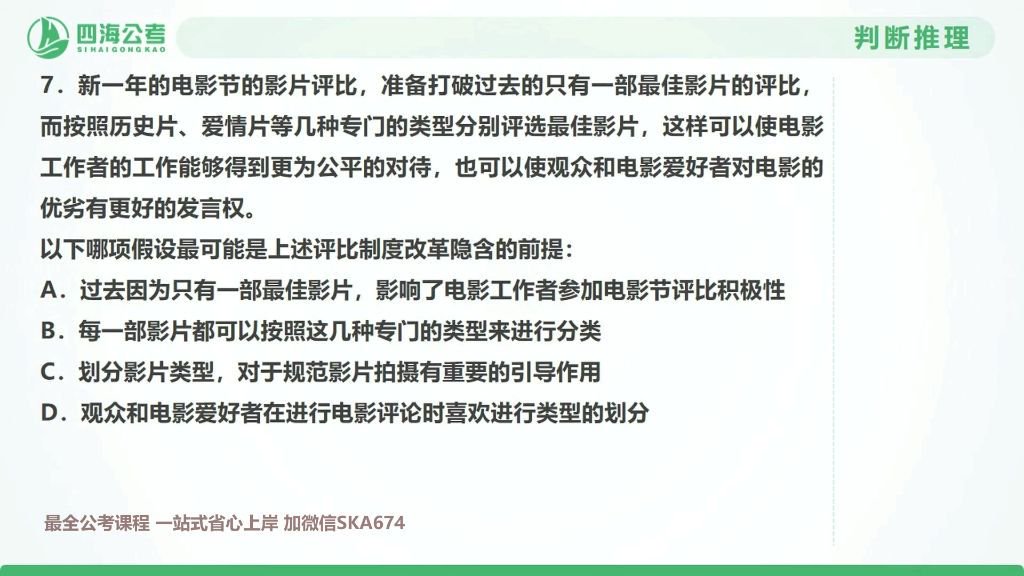 四海公考
SIHAIGONGKAO
判断推理
7．新一年的电影节的影片评比，准备打破过去的只有一部最佳影片的评比，
而按照历史片、爱情片等几种专门的类型分别评选最佳影片，这样可以使电影
工作者的工作能够得到更为公平的对待，也可以使观众和电影爱好者对电影的
优劣有更好的发言权。
以下哪项假设最可能是上述评比制度改革隐含的前提：
A．过去因为只有一部最佳影片，影响了电影工作者参加电影节评比积极性
B．每一部影片都可以按照这几种专门的类型来进行分类
C．划分影片类型，对于规范影片拍摄有重要的引导作用
D．观众和电影爱好者在进行电影评论时喜欢进行类型的划分
最全公考课程 一站式省心上岸 加微信SKA674